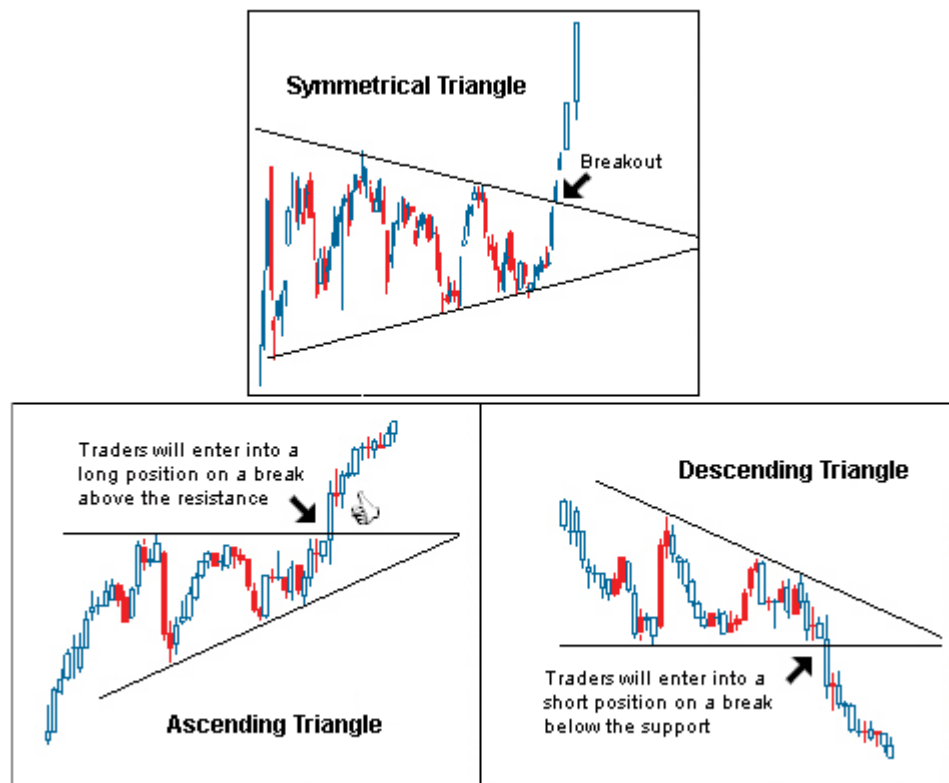 Symmetrical Triangle
Breakout
Traders will enter into a
long position on a break
above the resistance
Ascending Triangle
Descending Triangle
Traders will enter into a
short position on a break
below the support